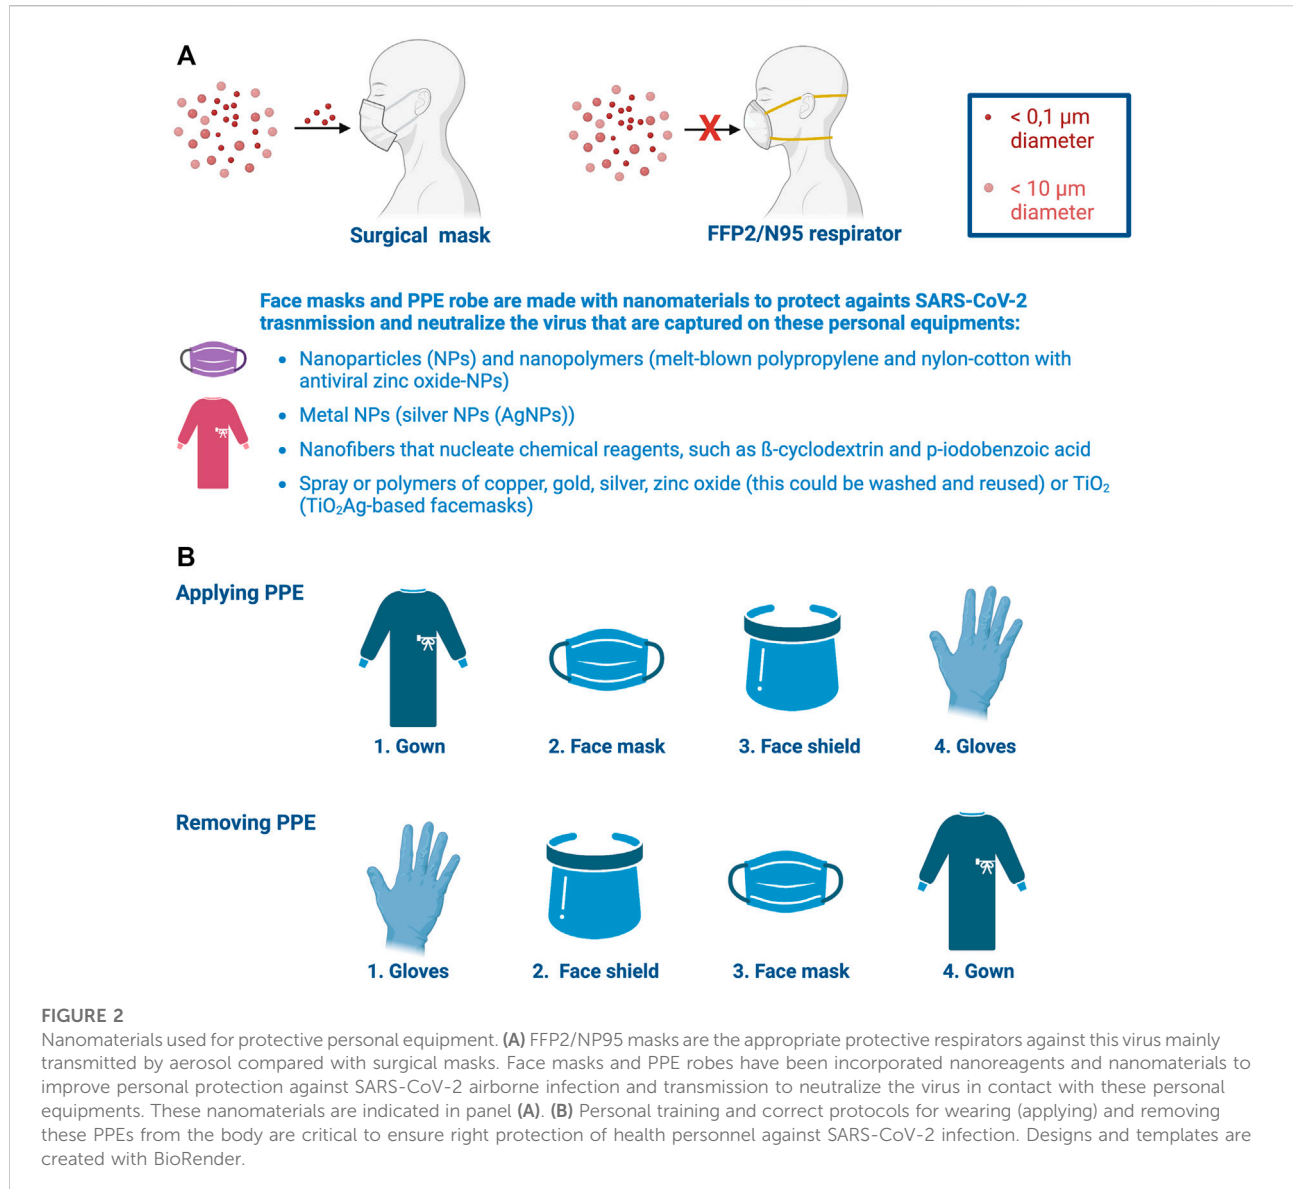 A
Surgical mask
X
FFP2/N95 respirator
< 0,1 µm
diameter
< 10 µm
diameter
Face masks and PPE robe are made with nanomaterials to protect againts SARS-CoV-2
trasnmission and neutralize the virus that are captured on these personal equipments:
• Nanoparticles (NPs) and nanopolymers (melt-blown polypropylene and nylon-cotton with
antiviral zinc oxide-NPs)
• Metal NPs (silver NPs (AgNPs))
• Nanofibers that nucleate chemical reagents, such as ß-cyclodextrin and p-iodobenzoic acid
• Spray or polymers of copper, gold, silver, zinc oxide (this could be washed and reused) or TiO₂
(TiO₂Ag-based facemasks)
B
Applying PPE
1. Gown
2. Face mask
3. Face shield
4. Gloves
Removing PPE
1. Gloves
2. Face shield
3. Face mask
4. Gown
FIGURE 2
Nanomaterials used for protective personal equipment. (A) FFP2/NP95 masks are the appropriate protective respirators against this virus mainly
transmitted by aerosol compared with surgical masks. Face masks and PPE robes have been incorporated nanoreagents and nanomaterials to
improve personal protection against SARS-CoV-2 airborne infection and transmission to neutralize the virus in contact with these personal
equipments. These nanomaterials are indicated in panel (A). (B) Personal training and correct protocols for wearing (applying) and removing
these PPEs from the body are critical to ensure right protection of health personnel against SARS-CoV-2 infection. Designs and templates are
created with BioRender.